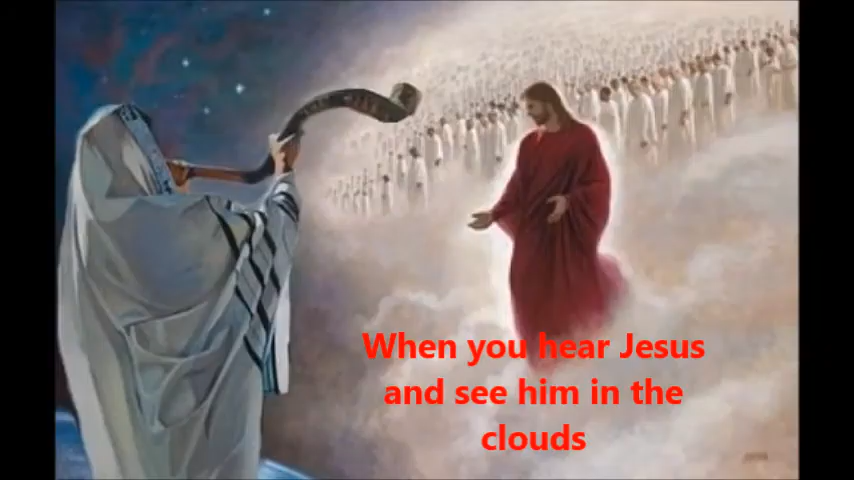 When you hear Jesus
and see him in the
clouds